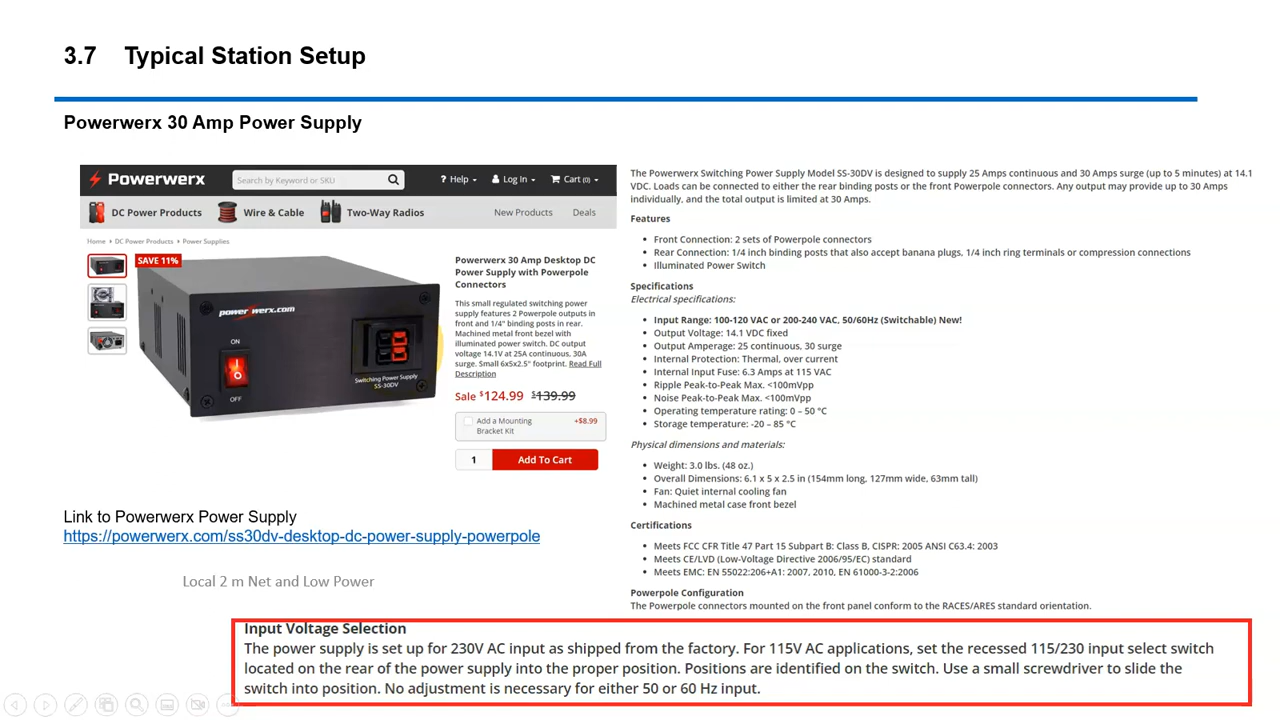 3.7 Typical Station Setup
Powerwerx 30 Amp Power Supply
Powerwerx
Search by Keyword or SKU
? Help
Log In
Cart (0)
DC Power Products
Wire & Cable
Two-Way Radios
New Products
Deals
Home DC Power Products Power Supplies
SAVE 11%
powerwerx.com
ON
OFF
Switching Power Supply
SS-30DV
Powerwerx 30 Amp Desktop DC
Power Supply with Powerpole
Connectors
This small regulated switching power
supply features 2 Powerpole outputs in
front and 1/4" binding posts in rear.
Machined metal front bezel with
illuminated power switch. DC output
voltage 14.1V at 25A continuous, 30A
surge. Small 6x5x2.5" footprint. Read Full
Description
Sale $124.99 $139.99
Add a Mounting
Bracket Kit
+$8.99
1
Add To Cart
Link to Powerwerx Power Supply
https://powerwerx.com/ss30dv-desktop-dc-power-supply-powerpole
Local 2 m Net and Low Power
The Powerwerx Switching Power Supply Model SS-30DV is designed to supply 25 Amps continuous and 30 Amps surge (up to 5 minutes) at 14.1
VDC. Loads can be connected to either the rear binding posts or the front Powerpole connectors. Any output may provide up to 30 Amps
individually, and the total output is limited at 30 Amps.
Features
• Front Connection: 2 sets of Powerpole connectors
• Rear Connection: 1/4 inch binding posts that also accept banana plugs, 1/4 inch ring terminals or compression connections
• Illuminated Power Switch
Specifications
Electrical specifications:
• Input Range: 100-120 VAC or 200-240 VAC, 50/60Hz (Switchable) New!
• Output Voltage: 14.1 VDC fixed
• Output Amperage: 25 continuous, 30 surge
• Internal Protection: Thermal, over current
• Internal Input Fuse: 6.3 Amps at 115 VAC
• Ripple Peak-to-Peak Max. <100mVpp
• Noise Peak-to-Peak Max. <100mVpp
• Operating temperature rating: 0 – 50 °C
• Storage temperature: -20 – 85 °C
Physical dimensions and materials:
• Weight: 3.0 lbs. (48 oz.)
• Overall Dimensions: 6.1 x 5 x 2.5 in (154mm long, 127mm wide, 63mm tall)
• Fan: Quiet internal cooling fan
• Machined metal case front bezel
Certifications
• Meets FCC CFR Title 47 Part 15 Subpart B: Class B, CISPR: 2005 ANSI C63.4: 2003
• Meets CE/LVD (Low-Voltage Directive 2006/95/EC) standard
• Meets EMC: EN 55022:206+A1: 2007, 2010, EN 61000-3-2:2006
Powerpole Configuration
The Powerpole connectors mounted on the front panel conform to the RACES/ARES standard orientation.
Input Voltage Selection
The power supply is set up for 230V AC input as shipped from the factory. For 115V AC applications, set the recessed 115/230 input select switch
located on the rear of the power supply into the proper position. Positions are identified on the switch. Use a small screwdriver to slide the
switch into position. No adjustment is necessary for either 50 or 60 Hz input.